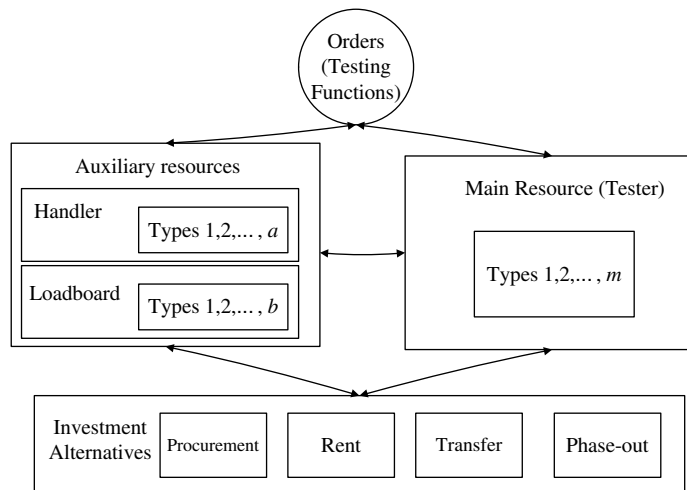 Orders
(Testing
Functions)
Auxiliary resources
Handler
Types 1,2,... , a
Loadboard
Types 1,2,... , b
Main Resource (Tester)
Types 1,2,... , m
Investment
Alternatives
Procurement
Rent
Transfer
Phase-out